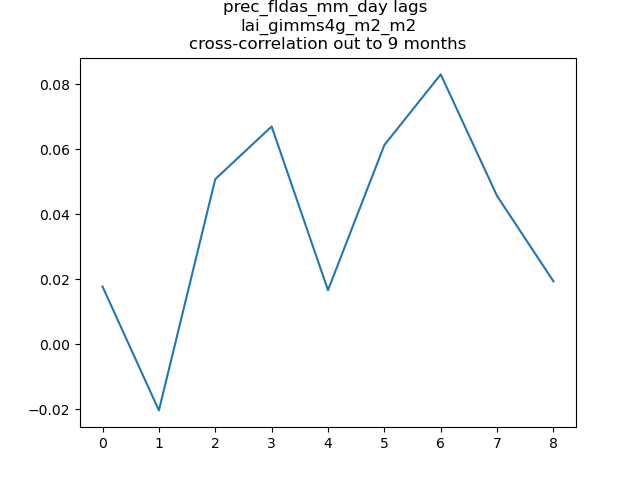 prec_fldas_mm_day lags
lai_gimms4g_m2_m2
cross-correlation out to 9 months
0.08
0.06
0.04
0.02
0.00
−0.02
0 1 2 3 4 5 6 7 8